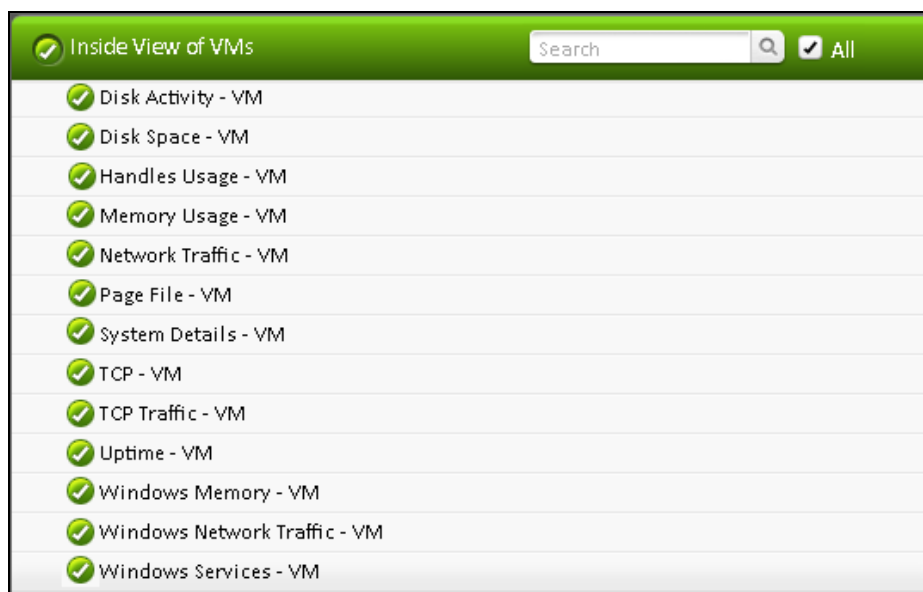 Inside View of VMs
Search
All
Disk Activity - VM
Disk Space - VM
Handles Usage - VM
Memory Usage - VM
Network Traffic - VM
Page File - VM
System Details - VM
TCP - VM
TCP Traffic - VM
Uptime - VM
Windows Memory - VM
Windows Network Traffic - VM
Windows Services - VM